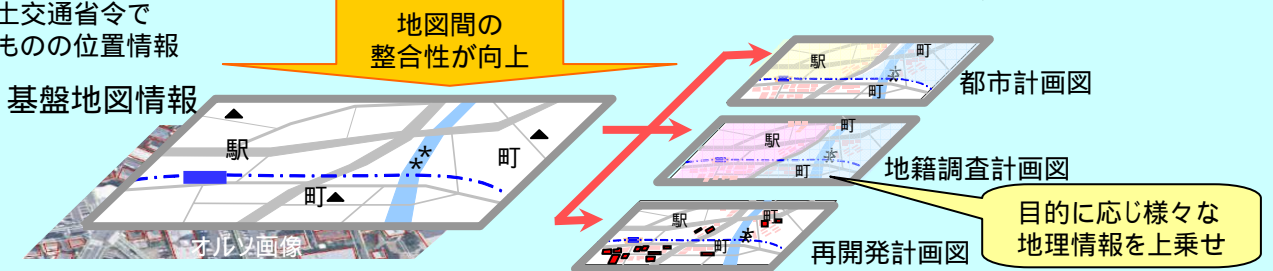 土交通省令で
ものの位置情報
地図間の
整合性が向上
基盤地図情報
駅
町
町
オルソ画像
駅
町
町
都市計画図
駅
町
町
地籍調査計画図
駅
町
町
再開発計画図
目的に応じ様々な
地理情報を上乗せ